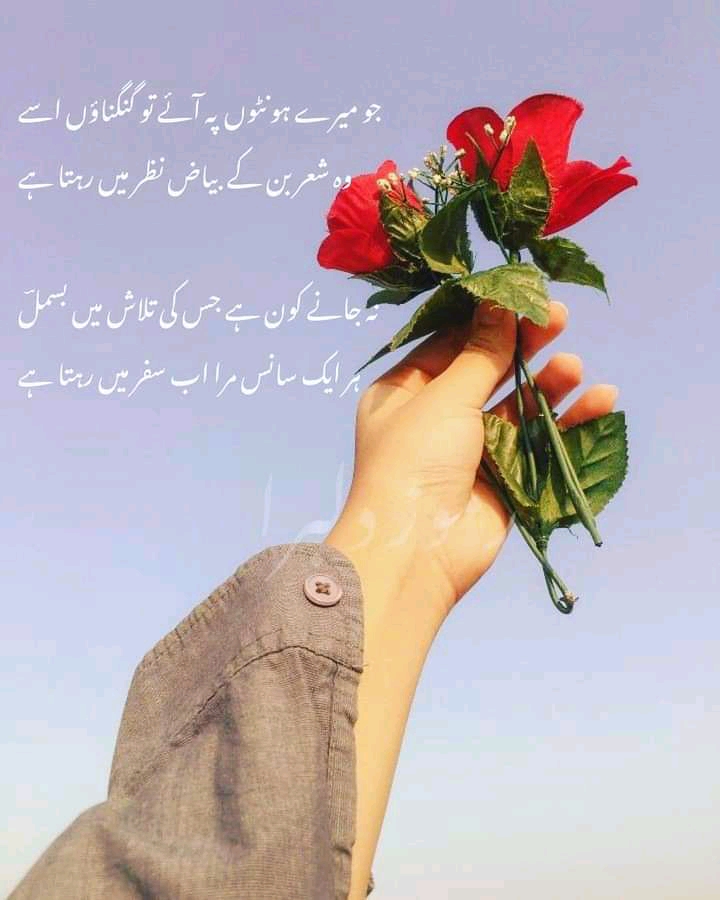 جو میرے ہونٹوں پہ آئے تو گنگناؤں اسے
وہ شعر بن کے بیاض نظر میں رہتا ہے
نہ جانے کون ہے جس کی تلاش میں بسملؔ
ہر ایک سانس مرا اب سفر میں رہتا ہے